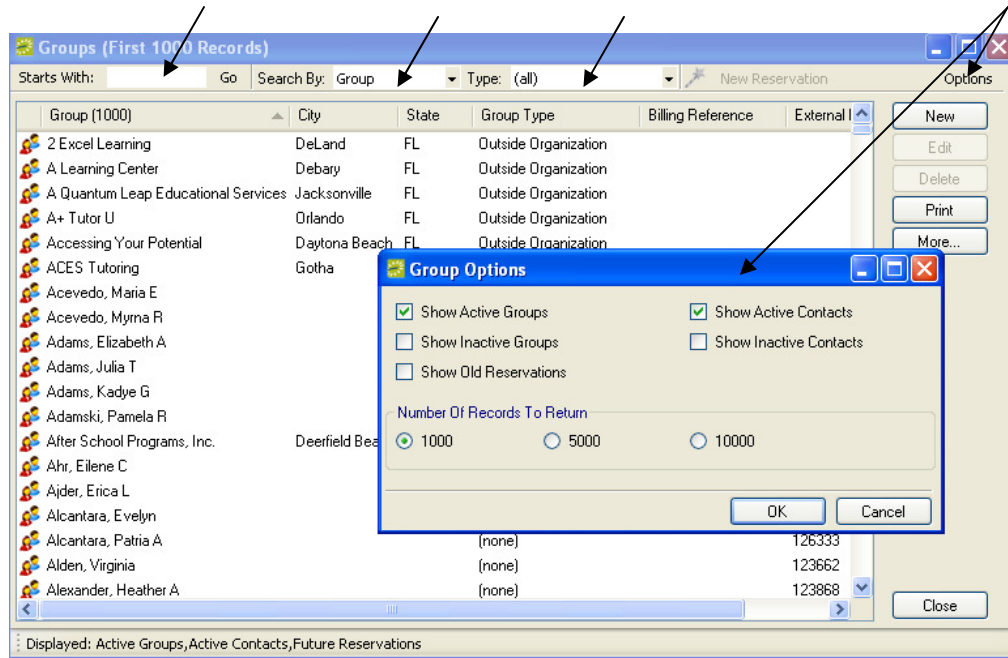 Groups (First 1000 Records)
Starts With: Go Search By: Group Type: (all) New Reservation Options
Group (1000) City State Group Type Billing Reference External New
2 Excel Learning DeLand FL Outside Organization Edit
A Learning Center Debary FL Outside Organization Delete
A Quantum Leap Educational Services Jacksonville FL Outside Organization
A+ Tutor U Orlando FL Outside Organization Print
Accessing Your Potential Daytona Beach FL Outside Organization More...
ACES Tutoring Gotha
Acevedo, Maria E
Acevedo, Myrna R
Adams, Elizabeth A
Adams, Julia T
Adams, Kadye G
Adamski, Pamela R
After School Programs, Inc. Deerfield Bea
Ahr, Eilene C
Ajder, Erica L
Alcantara, Evelyn
Alcantara, Patria A (none) 126333
Alden, Virginia (none) 123662
Alexander, Heather A (none) 123868
Close
Displayed: Active Groups,Active Contacts,Future Reservations
Group Options
Show Active Groups Show Active Contacts
Show Inactive Groups Show Inactive Contacts
Show Old Reservations
Number Of Records To Return
1000 5000 10000
OK Cancel